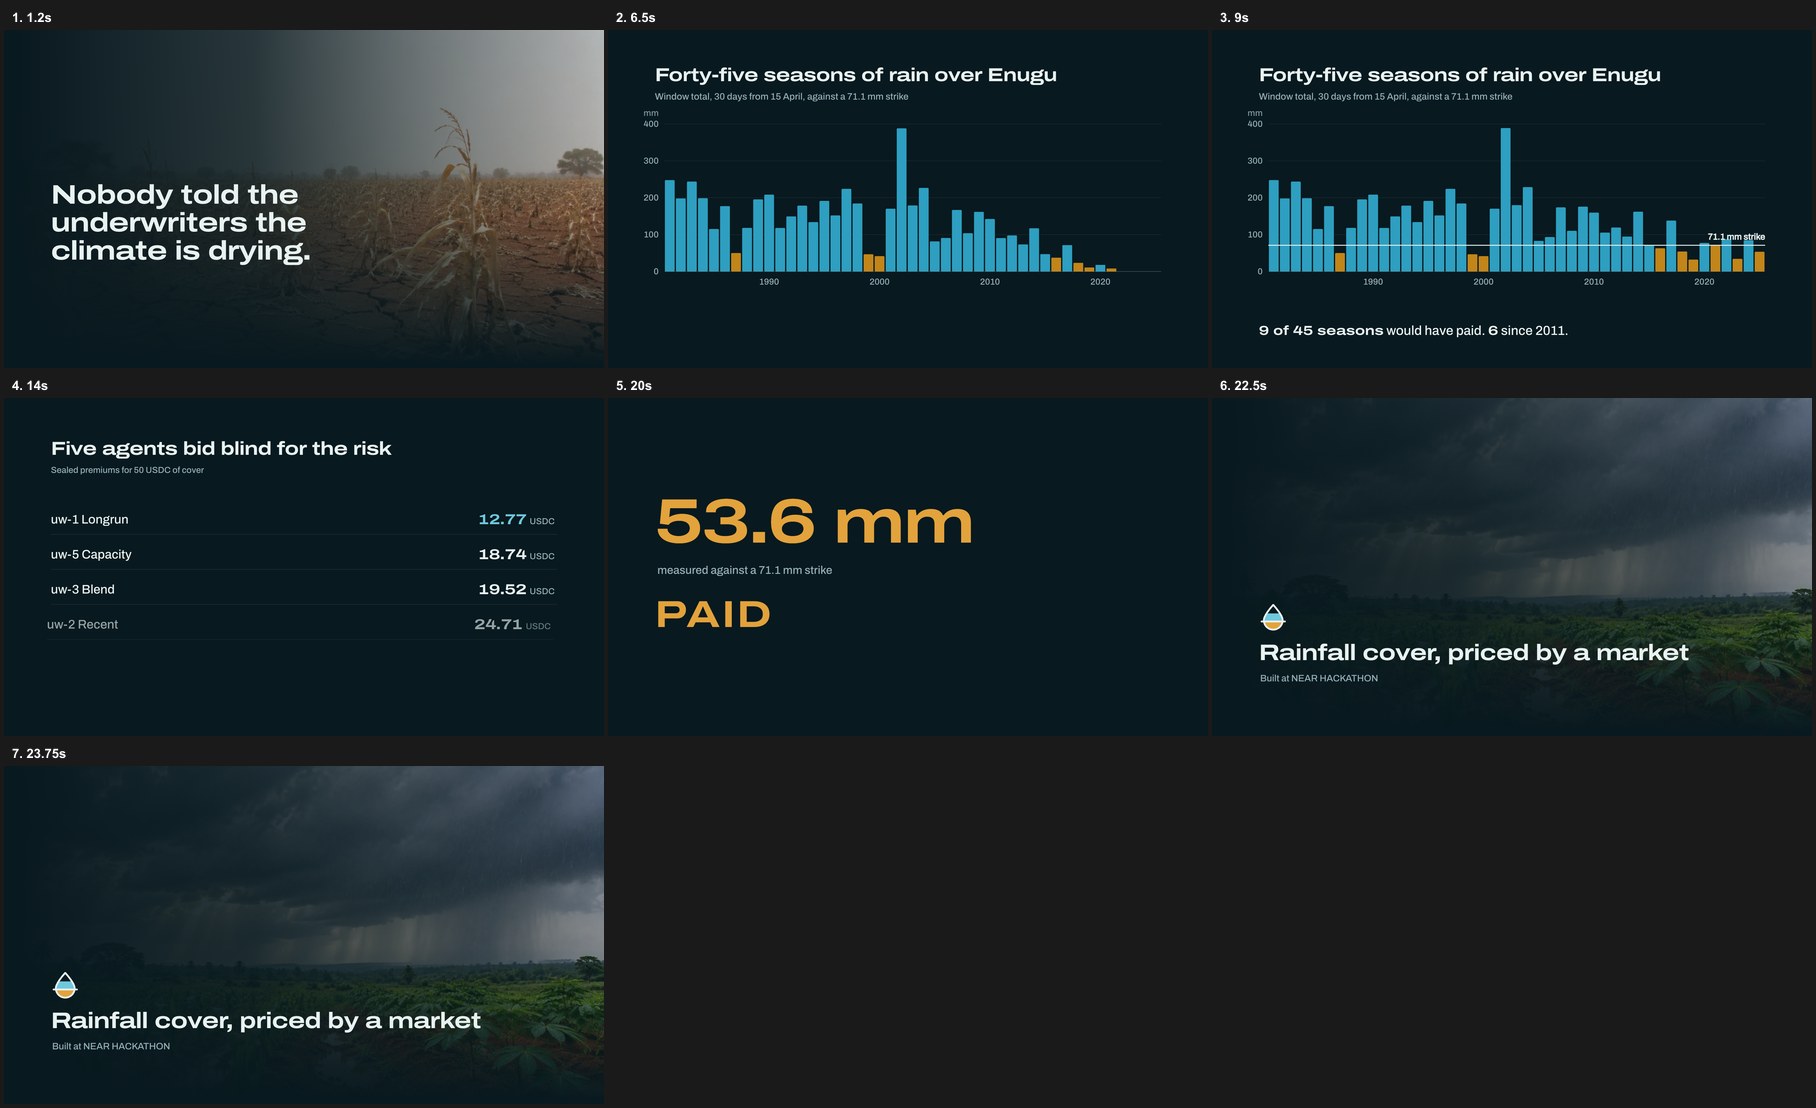 1. 1.2s
Nobody told the
underwriters the
climate is drying.
2. 6.5s
Forty-five seasons of rain over Enugu
Window total, 30 days from 15 April, against a 71.1 mm strike
mm
400
300
200
100
0
1990 2000 2010 2020
3. 9s
Forty-five seasons of rain over Enugu
Window total, 30 days from 15 April, against a 71.1 mm strike
mm
400
300
200
100
71.1 mm strike
0
1990 2000 2010 2020
9 of 45 seasons would have paid. 6 since 2011.
4. 14s
Five agents bid blind for the risk
Sealed premiums for 50 USDC of cover
uw-1 Longrun 12.77 USDC
uw-5 Capacity 18.74 USDC
uw-3 Blend 19.52 USDC
uw-2 Recent 24.71 USDC
5. 20s
53.6 mm
measured against a 71.1 mm strike
PAID
6. 22.5s
Rainfall cover, priced by a market
Built at NEAR HACKATHON
7. 23.75s
Rainfall cover, priced by a market
Built at NEAR HACKATHON